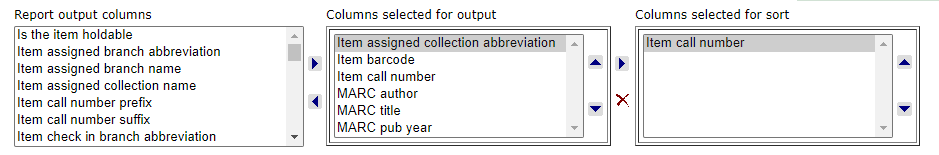 Report output columns
Is the item holdable
Item assigned branch abbreviation
Item assigned branch name
Item assigned collection name
Item call number prefix
Item call number suffix
Item check in branch abbreviation
Columns selected for output
Item assigned collection abbreviation
Item barcode
Item call number
MARC author
MARC title
MARC pub year
Columns selected for sort
Item call number